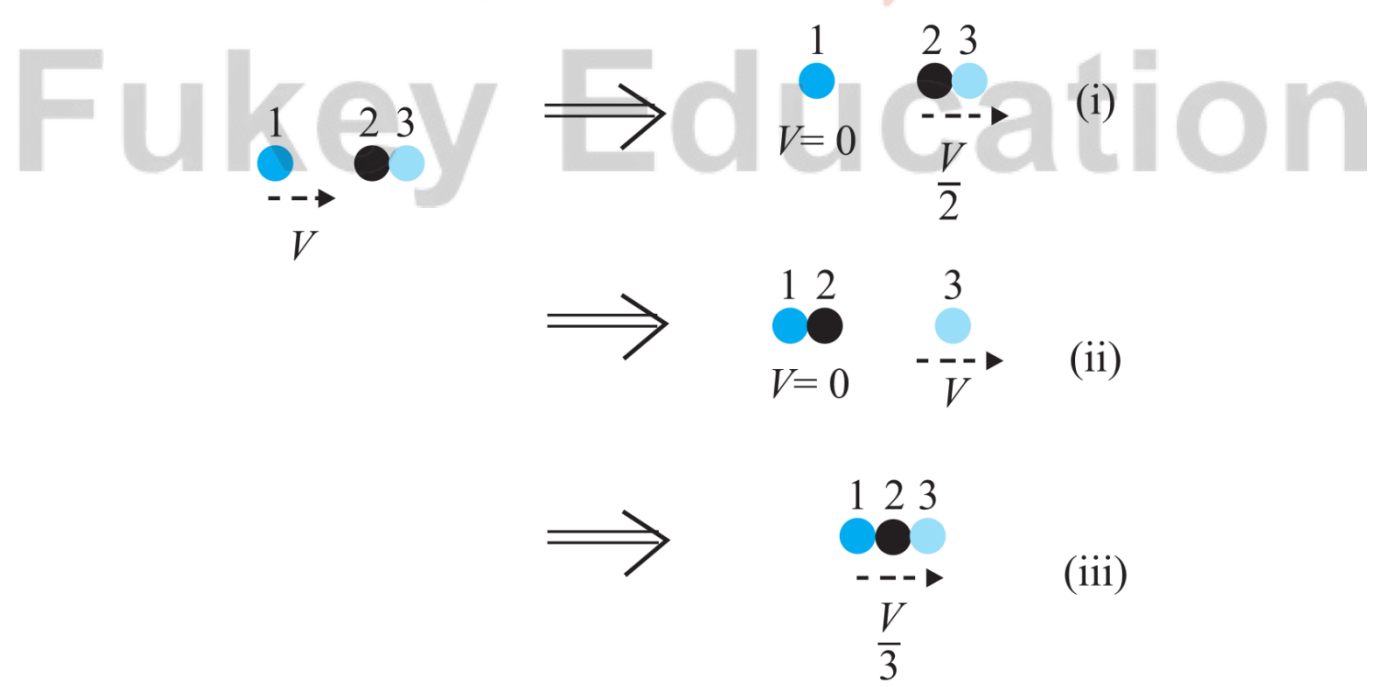 Fukey Education
1 2 3
V
1 2 3
V= 0
V/2
(i)
1 2 3
V= 0
V
(ii)
1 2 3
V/3
(iii)